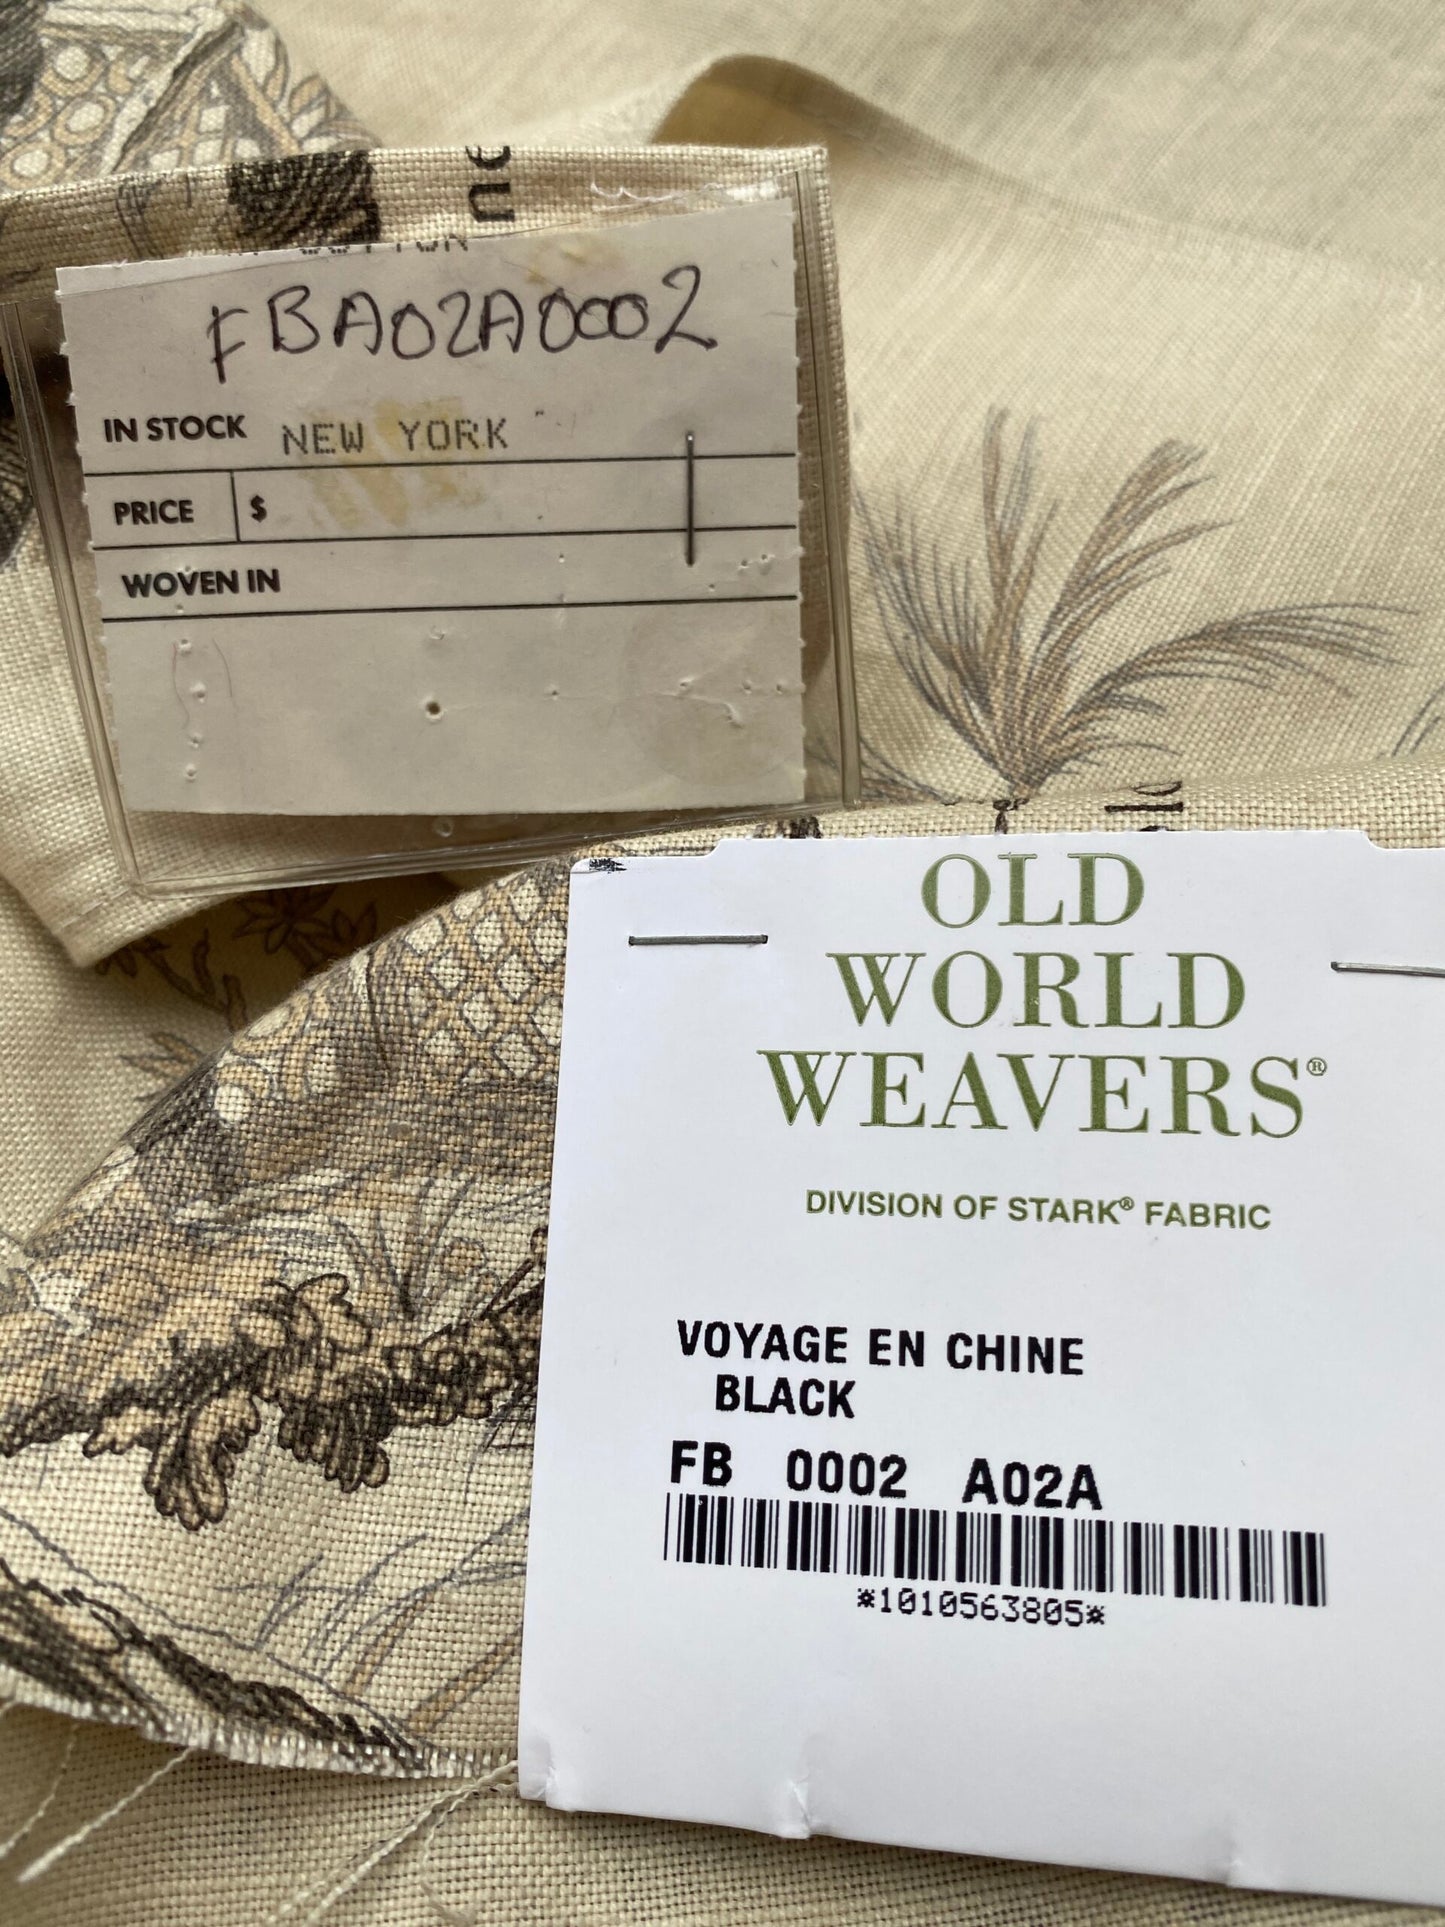 FBA02A0002
IN STOCK NEW YORK
PRICE $
WOVEN IN
OLD
WORLD
WEAVERS®
DIVISION OF STARK® FABRIC
VOYAGE EN CHINE
BLACK
FB 0002 A02A
*1010563805*